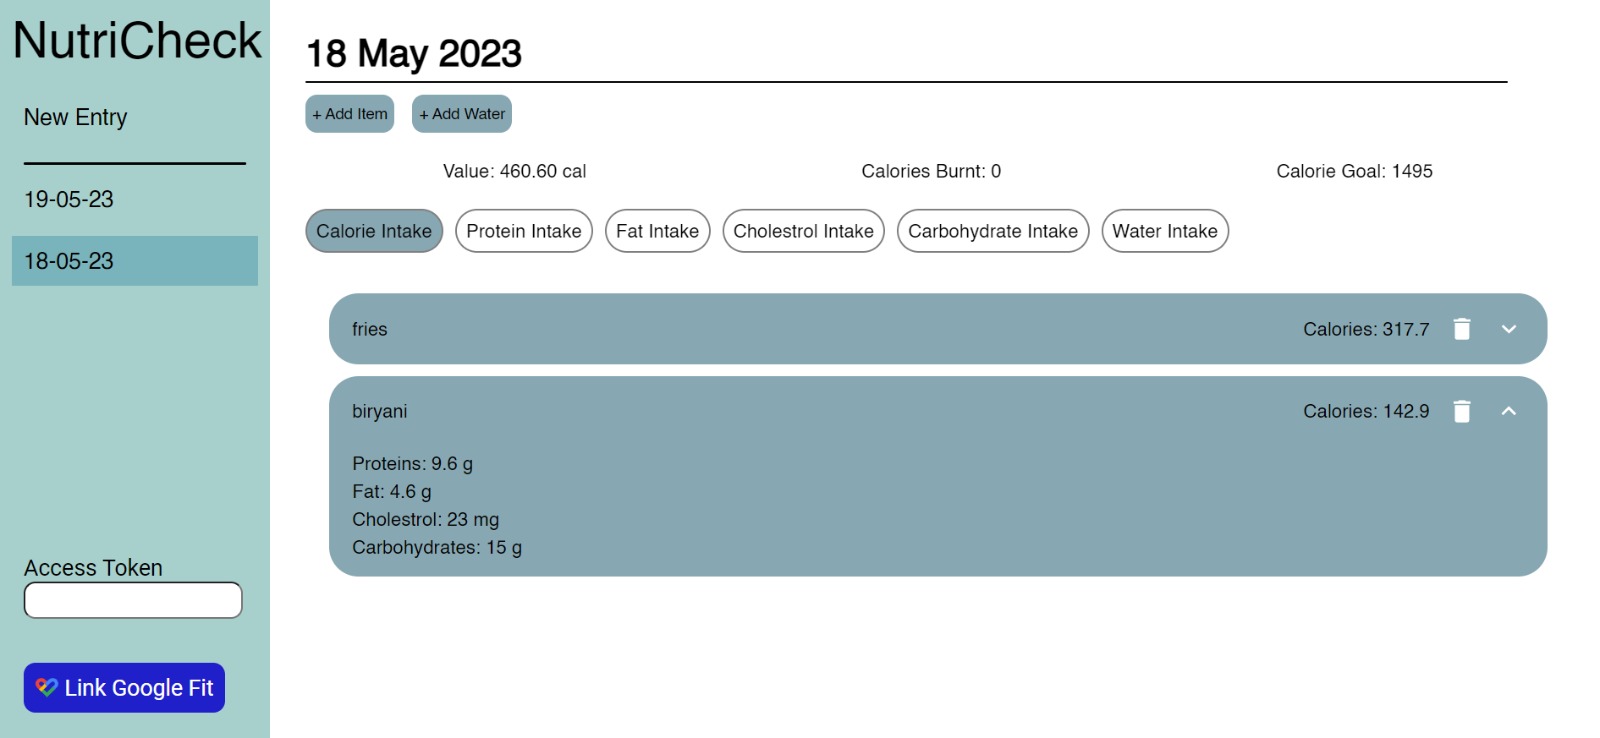 NutriCheck
New Entry
19-05-23
18-05-23
Access Token
Link Google Fit
18 May 2023
+ Add Item + Add Water
Value: 460.60 cal Calories Burnt: 0 Calorie Goal: 1495
Calorie Intake Protein Intake Fat Intake Cholestrol Intake Carbohydrate Intake Water Intake
fries Calories: 317.7
biryani Calories: 142.9
Proteins: 9.6 g
Fat: 4.6 g
Cholestrol: 23 mg
Carbohydrates: 15 g